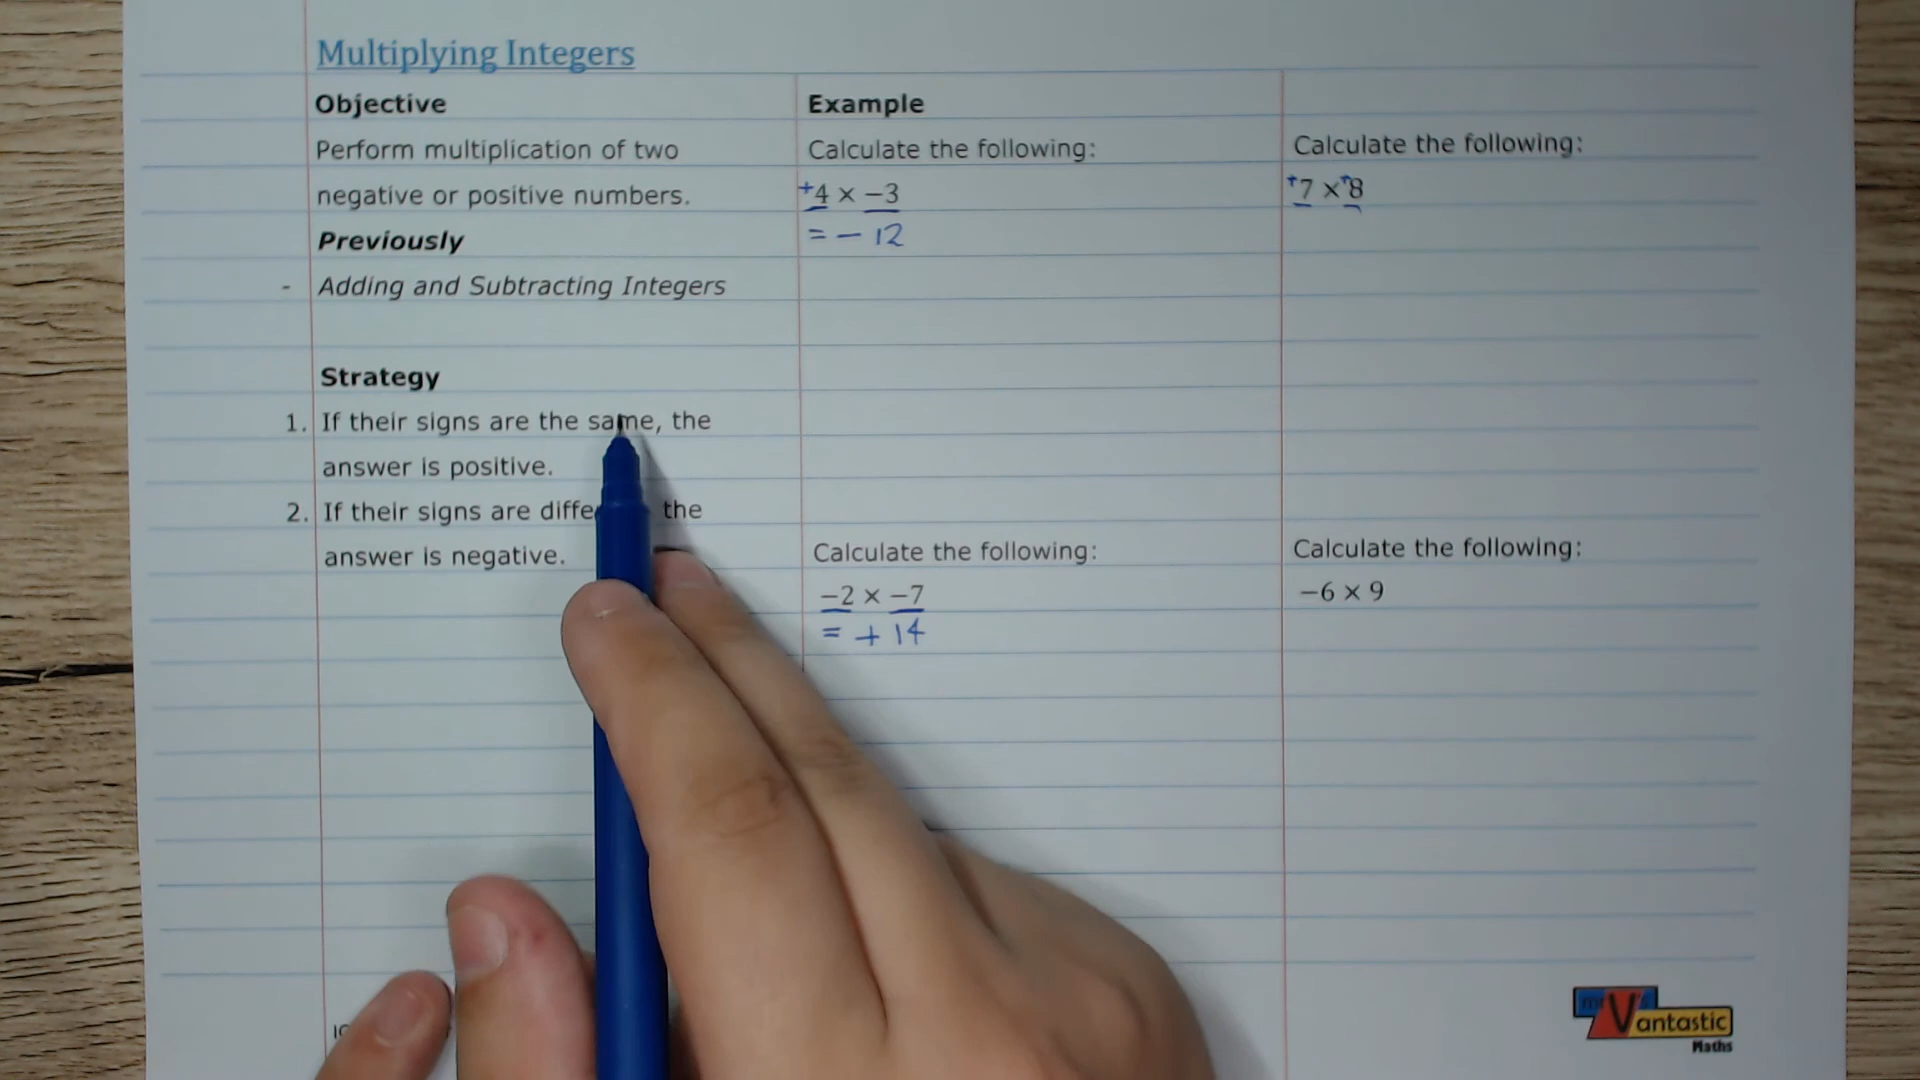 Multiplying Integers
Objective
Perform multiplication of two
negative or positive numbers.
Previously
- Adding and Subtracting Integers
Strategy
1. If their signs are the same, the
answer is positive.
2. If their signs are the
answer is negative.
Example
Calculate the following:
+4 × −3
= − 12
Calculate the following:
−2 × −7
= + 14
Calculate the following:
+7 × +8
Calculate the following:
−6 × 9
Vantastic
Maths